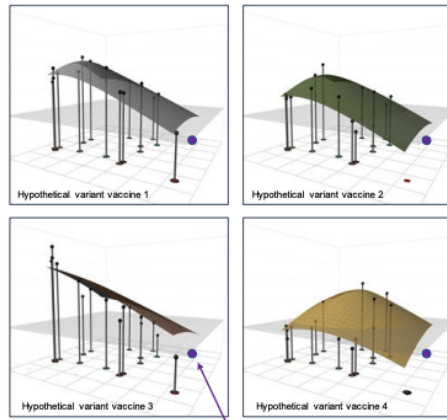 Hypothetical variant vaccine 1
Hypothetical variant vaccine 2
Hypothetical variant vaccine 3
Hypothetical variant vaccine 4